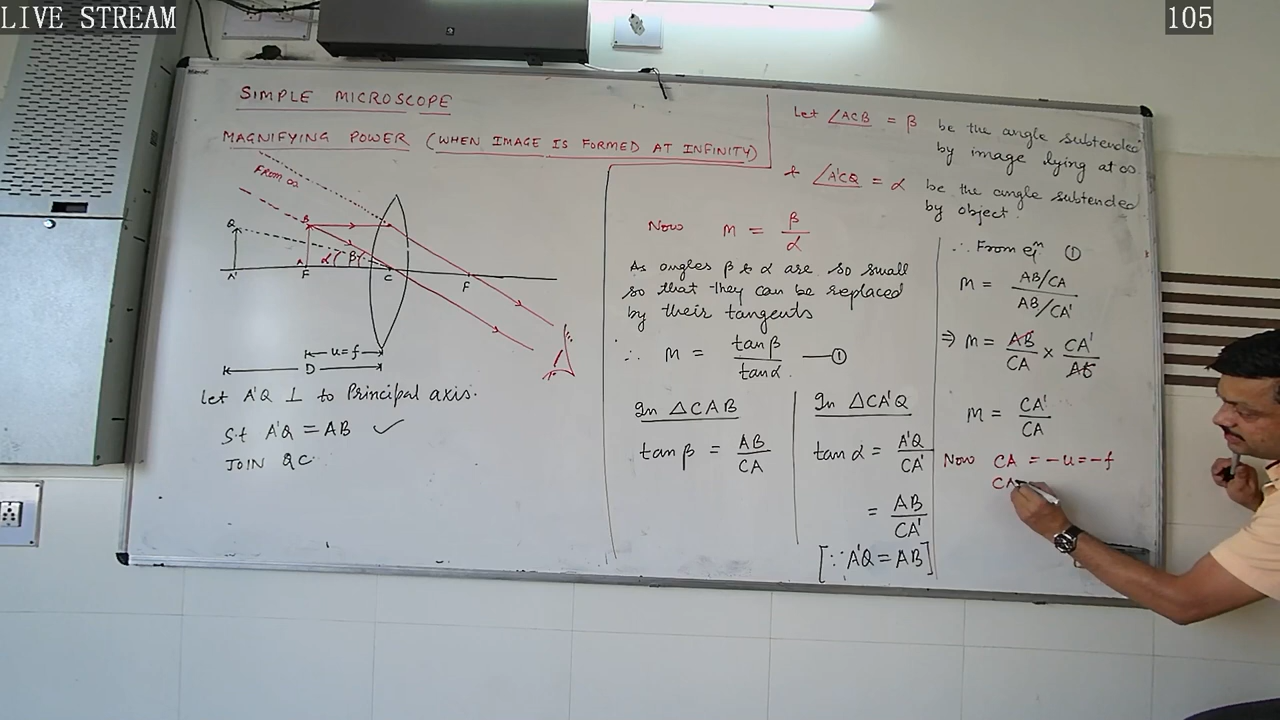 LIVE STREAM
105
SIMPLE MICROSCOPE
MAGNIFYING POWER (WHEN IMAGE IS FORMED AT INFINITY)
From ∞
Q
B
A'
A
F
α
β
C
F
u=f
D
Let A'Q ⊥ to Principal axis.
S.t A'Q = AB ✓
JOIN QC
Now m = β/α
As angles β & α are so small
so that they can be replaced
by their tangents
∴ m = tanβ/tanα —①
In △CAB
tanβ = AB/CA
In △CA'Q
tanα = A'Q/CA'
= AB/CA'
[∵ A'Q = AB]
Let ∠ACB = β be the angle subtended
by image lying at ∞
& ∠A'CQ = α be the angle subtended
by object.
∴ From eqn ①
m = (AB/CA)/(AB/CA')
⇒ m = AB/CA × CA'/AB
m = CA'/CA
Now CA = -u = -f
CA